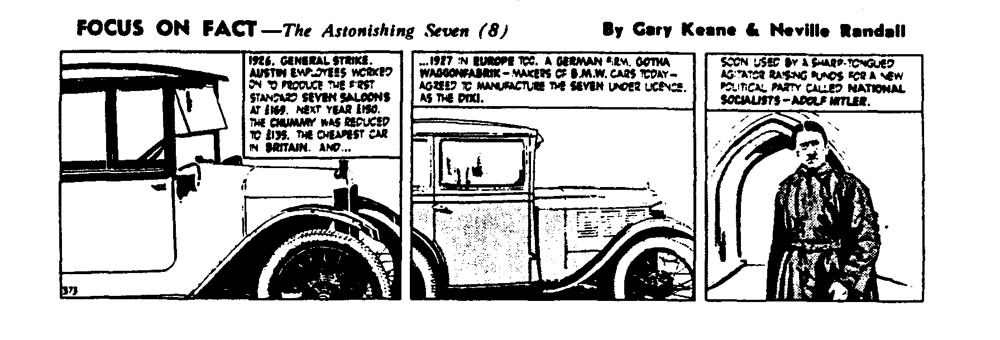 FOCUS ON FACT—The Astonishing Seven (8)
By Gary Keane & Neville Randall
1926. GENERAL STRIKE.
AUSTIN EMPLOYEES WORKED
ON TO PRODUCE THE FIRST
STANDARD SEVEN SALOONS
AT £169. NEXT YEAR £150.
THE CHUMMY WAS REDUCED
TO £135. THE CHEAPEST CAR
IN BRITAIN. AND...
...1927 IN EUROPE TOO. A GERMAN FIRM, GOTHA
WAGGONFABRIK – MAKERS OF B.M.W. CARS TODAY –
AGREED TO MANUFACTURE THE SEVEN UNDER LICENCE.
AS THE DIXI.
SOON USED BY A SHARP-TONGUED
AGITATOR RAISING FUNDS FOR A NEW
POLITICAL PARTY CALLED NATIONAL
SOCIALISTS – ADOLF HITLER.
373